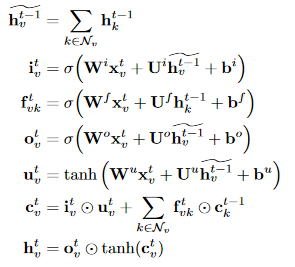 $\widetilde{\mathbf{h}_v^{t-1}} = \sum_{k \in \mathcal{N}_v} \mathbf{h}_k^{t-1}$
$\mathbf{i}_v^t = \sigma\left(\mathbf{W}^i \mathbf{x}_v^t + \mathbf{U}^i \widetilde{\mathbf{h}_v^{t-1}} + \mathbf{b}^i\right)$
$\mathbf{f}_{vk}^t = \sigma\left(\mathbf{W}^f \mathbf{x}_v^t + \mathbf{U}^f \mathbf{h}_k^{t-1} + \mathbf{b}^f\right)$
$\mathbf{o}_v^t = \sigma\left(\mathbf{W}^o \mathbf{x}_v^t + \mathbf{U}^o \widetilde{\mathbf{h}_v^{t-1}} + \mathbf{b}^o\right)$
$\mathbf{u}_v^t = \tanh\left(\mathbf{W}^u \mathbf{x}_v^t + \mathbf{U}^u \widetilde{\mathbf{h}_v^{t-1}} + \mathbf{b}^u\right)$
$\mathbf{c}_v^t = \mathbf{i}_v^t \odot \mathbf{u}_v^t + \sum_{k \in \mathcal{N}_v} \mathbf{f}_{vk}^t \odot \mathbf{c}_k^{t-1}$
$\mathbf{h}_v^t = \mathbf{o}_v^t \odot \tanh(\mathbf{c}_v^t)$